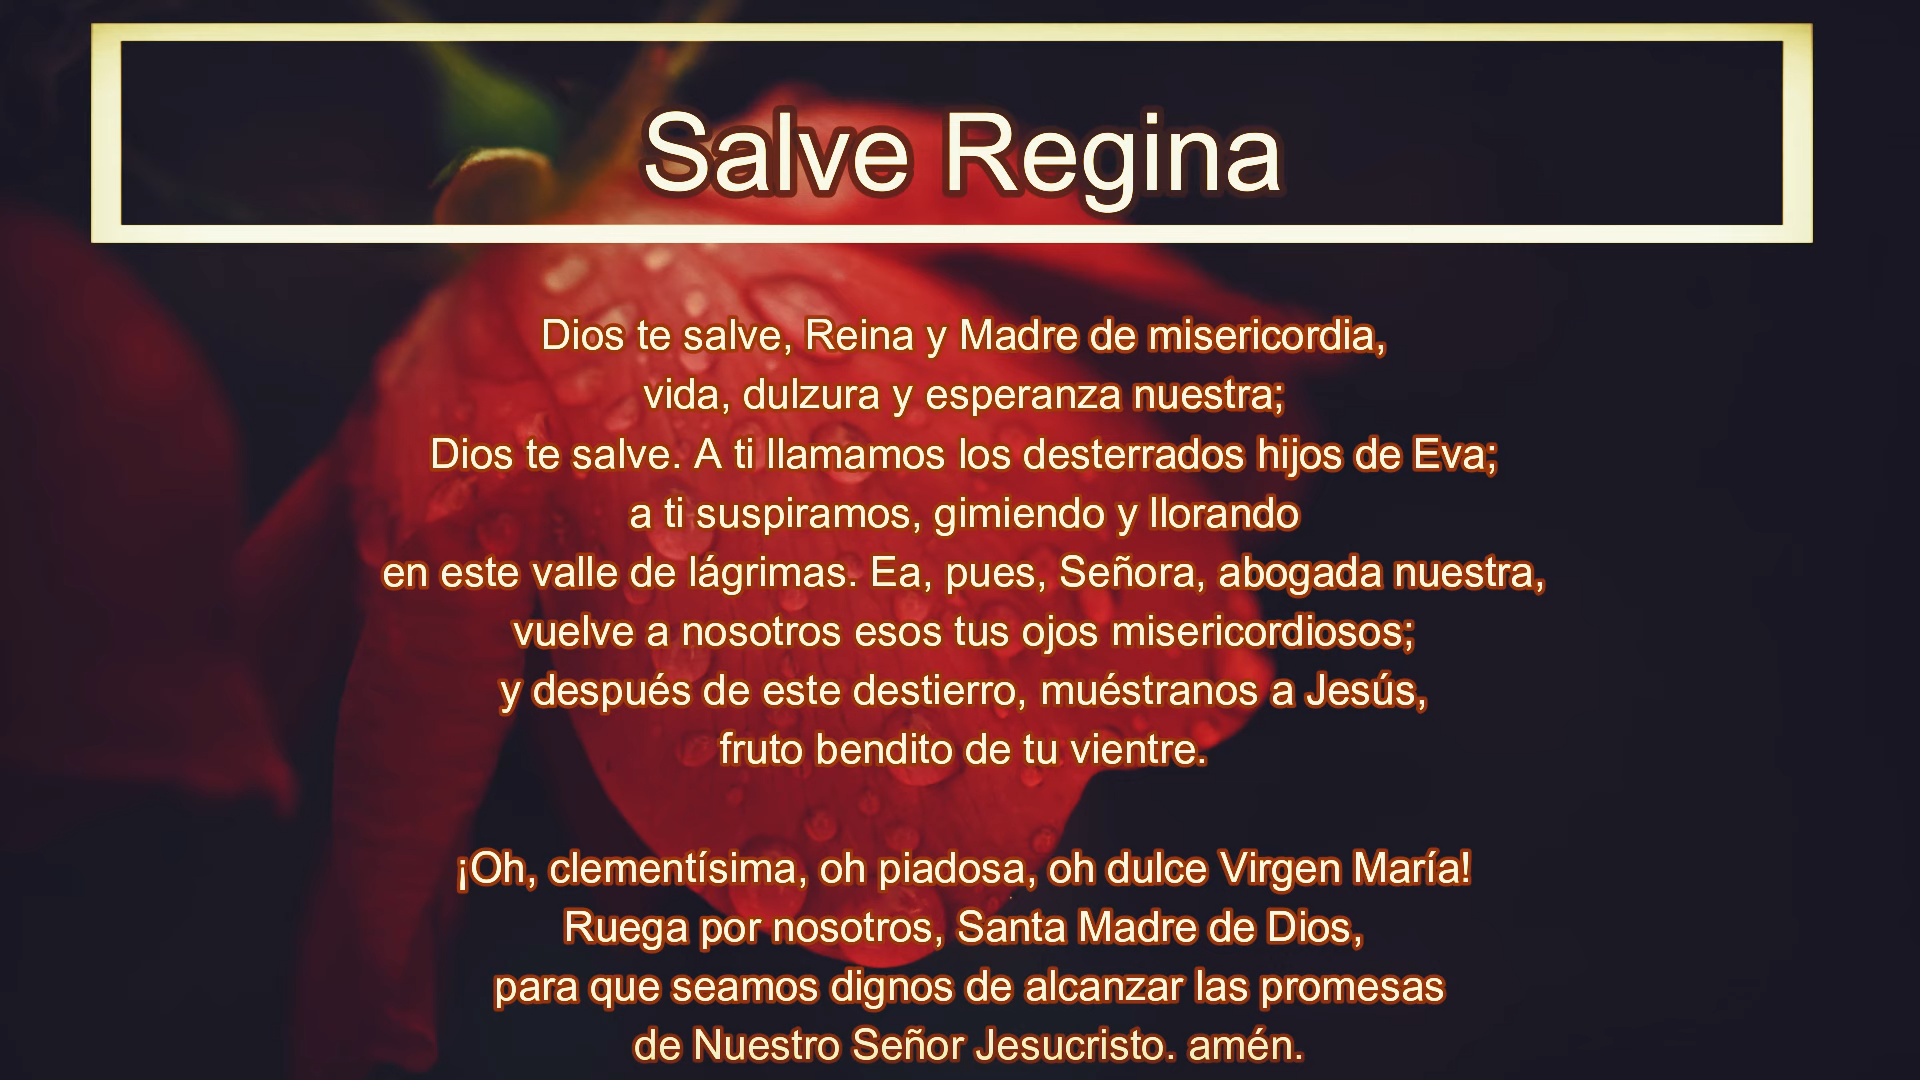 Salve Regina
Dios te salve, Reina y Madre de misericordia,
vida, dulzura y esperanza nuestra;
Dios te salve. A ti llamamos los desterrados hijos de Eva;
a ti suspiramos, gimiendo y llorando
en este valle de lágrimas. Ea, pues, Señora, abogada nuestra,
vuelve a nosotros esos tus ojos misericordiosos;
y después de este destierro, muéstranos a Jesús,
fruto bendito de tu vientre.
¡Oh, clementísima, oh piadosa, oh dulce Virgen María!
Ruega por nosotros, Santa Madre de Dios,
para que seamos dignos de alcanzar las promesas
de Nuestro Señor Jesucristo. amén.